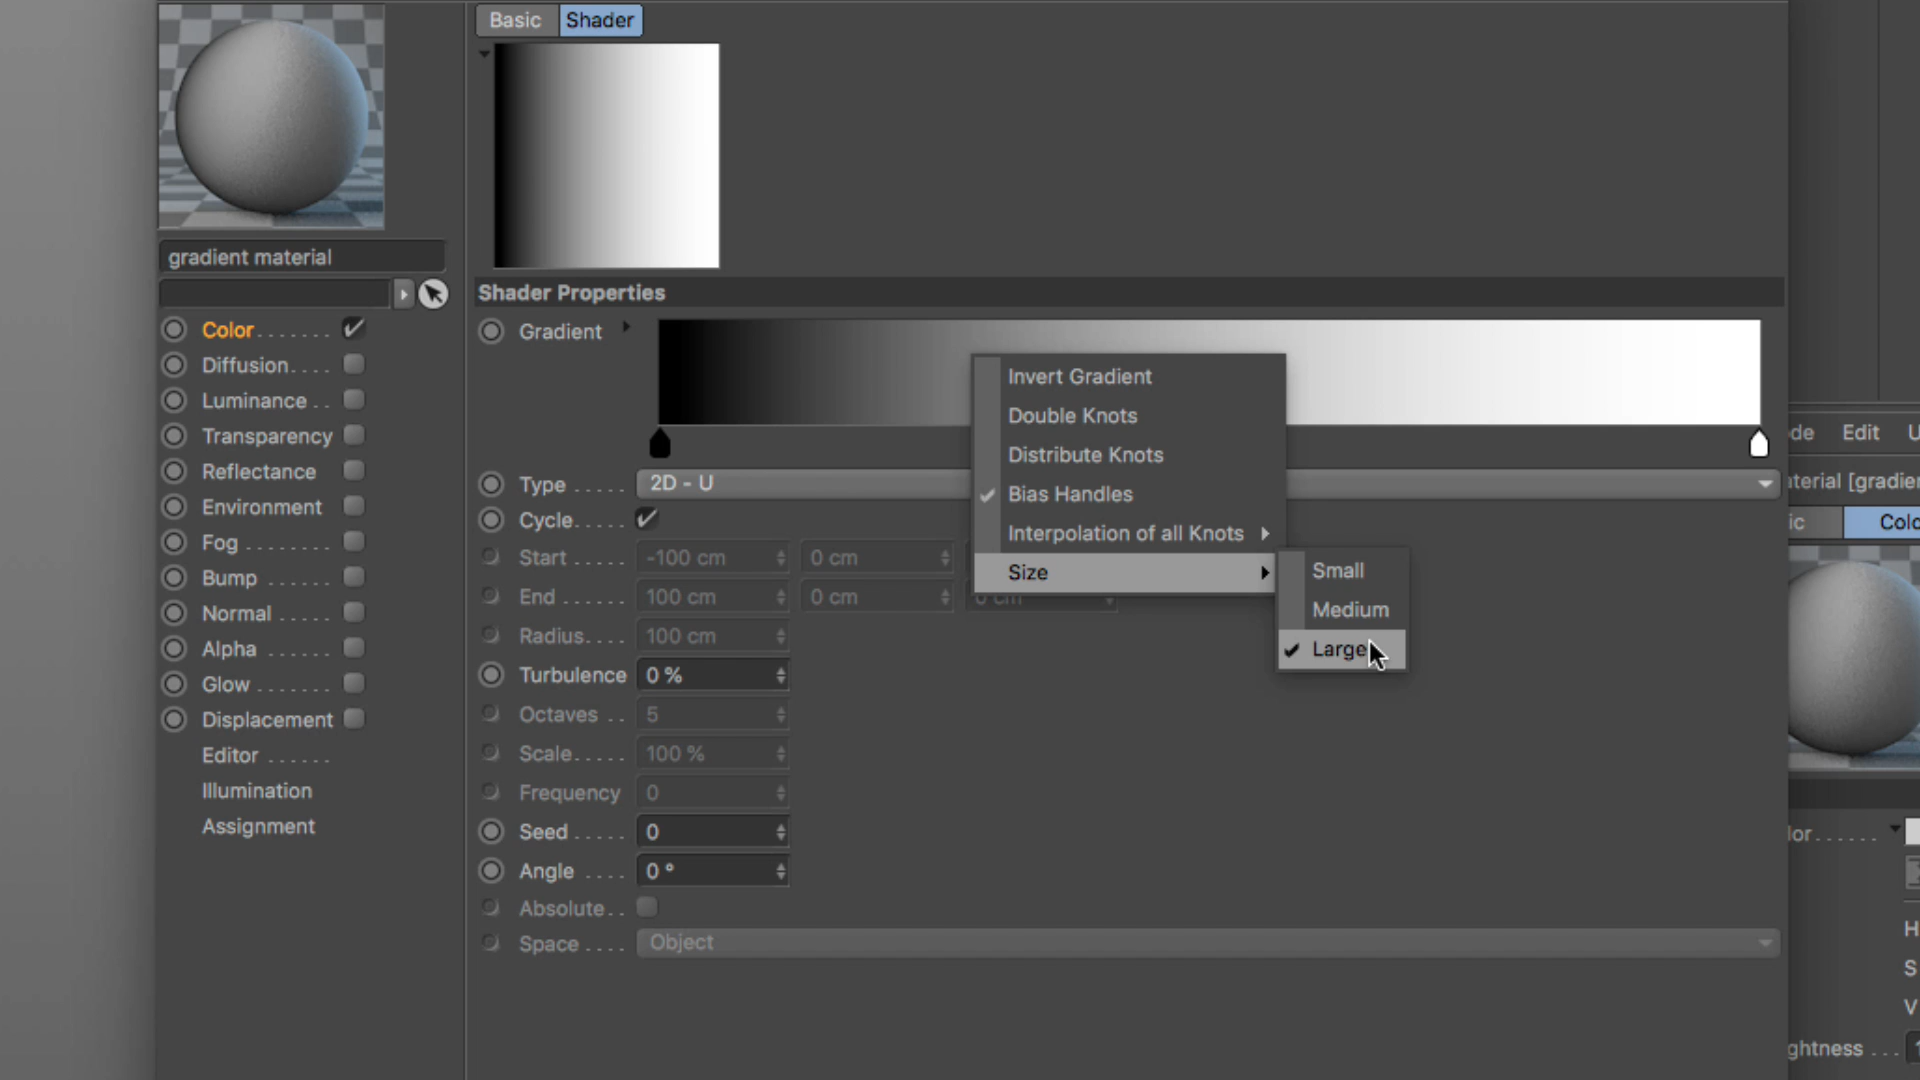 Basic Shader
gradient material
Shader Properties
Color
Diffusion
Luminance
Transparency
Reflectance
Environment
Fog
Bump
Normal
Alpha
Glow
Displacement
Editor
Illumination
Assignment
Gradient
Type 2D - U
Cycle
Start -100 cm 0 cm
End 100 cm 0 cm 0 cm
Radius 100 cm
Turbulence 0 %
Octaves 5
Scale 100 %
Frequency 0
Seed 0
Angle 0 °
Absolute
Space Object
Invert Gradient
Double Knots
Distribute Knots
Bias Handles
Interpolation of all Knots
Size
Small
Medium
Large
Edit
[gradie
H
S
V